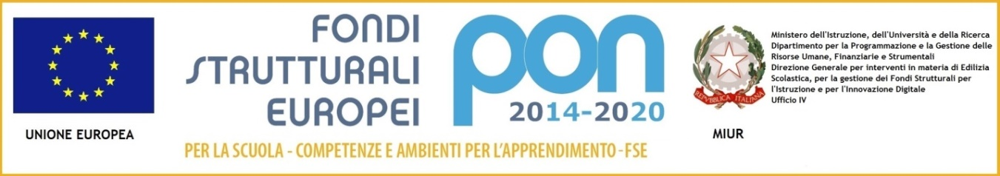 UNIONE EUROPEA
FONDI
STRUTTURALI
EUROPEI
pon
2014-2020
PER LA SCUOLA - COMPETENZE E AMBIENTI PER L'APPRENDIMENTO-FSE
REPVBBLICA ITALIANA
MIUR
Ministero dell'Istruzione, dell'Università e della Ricerca
Dipartimento per la Programmazione e la Gestione delle
Risorse Umane, Finanziarie e Strumentali
Direzione Generale per interventi in materia di Edilizia
Scolastica, per la gestione dei Fondi Strutturali per
l'Istruzione e per l'Innovazione Digitale
Ufficio IV